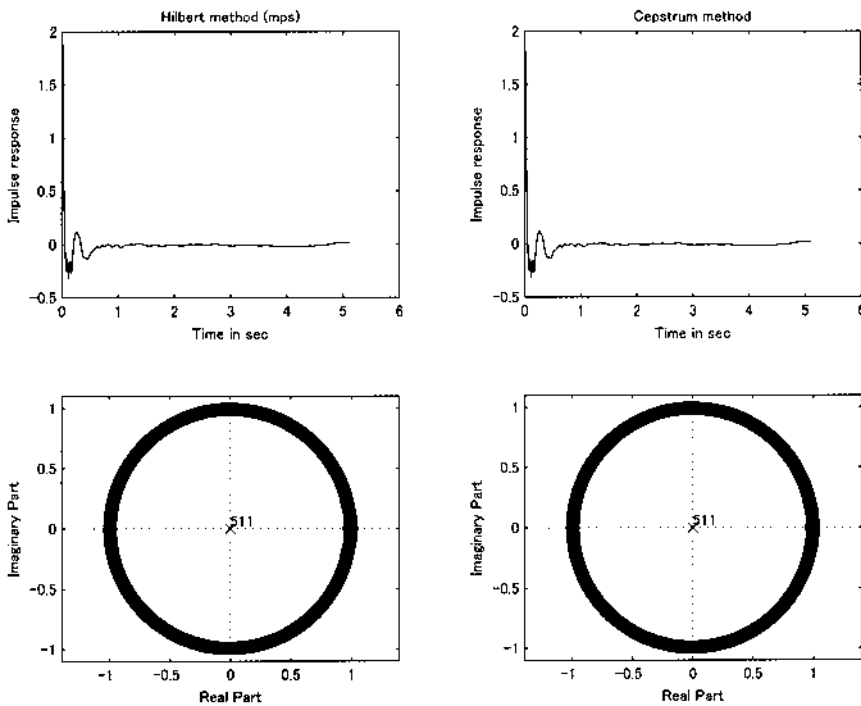 Hilbert method (mps)
Impulse response
2
1.5
1
0.5
0
-0.5
0 1 2 3 4 5 6
Time in sec
Cepstrum method
Impulse response
2
1.5
1
0.5
0
-0.5
0 1 2 3 4 5 6
Time in sec
Imaginary Part
1
0.5
0
-0.5
-1
511
-1 -0.5 0 0.5 1
Real Part
Imaginary Part
1
0.5
0
-0.5
-1
511
-1 -0.5 0 0.5 1
Real Part